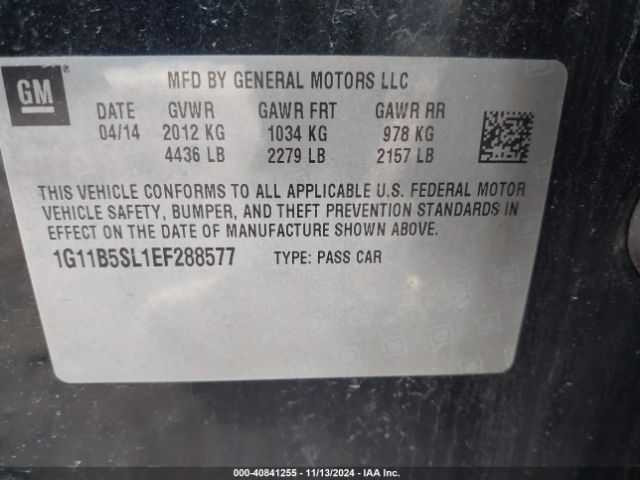 GM ®
MFD BY GENERAL MOTORS LLC
DATE GVWR GAWR FRT GAWR RR
04/14 2012 KG 1034 KG 978 KG
4436 LB 2279 LB 2157 LB
THIS VEHICLE CONFORMS TO ALL APPLICABLE U.S. FEDERAL MOTOR
VEHICLE SAFETY, BUMPER, AND THEFT PREVENTION STANDARDS IN
EFFECT ON THE DATE OF MANUFACTURE SHOWN ABOVE.
1G11B5SL1EF288577 TYPE: PASS CAR
000-40841255 - 11/13/2024 - IAA Inc.